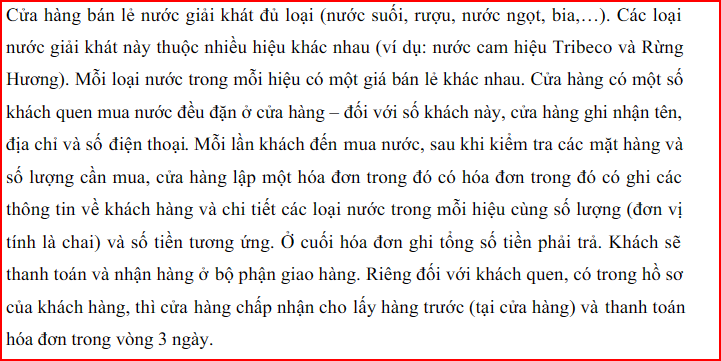 Cửa hàng bán lẻ nước giải khát đủ loại (nước suối, rượu, nước ngọt, bia,…). Các loại
nước giải khát này thuộc nhiều hiệu khác nhau (ví dụ: nước cam hiệu Tribeco và Rừng
Hương). Mỗi loại nước trong mỗi hiệu có một giá bán lẻ khác nhau. Cửa hàng có một số
khách quen mua nước đều đặn ở cửa hàng – đối với số khách này, cửa hàng ghi nhận tên,
địa chỉ và số điện thoại. Mỗi lần khách đến mua nước, sau khi kiểm tra các mặt hàng và
số lượng cần mua, cửa hàng lập một hóa đơn trong đó có hóa đơn trong đó có ghi các
thông tin về khách hàng và chi tiết các loại nước trong mỗi hiệu cùng số lượng (đơn vị
tính là chai) và số tiền tương ứng. Ở cuối hóa đơn ghi tổng số tiền phải trả. Khách sẽ
thanh toán và nhận hàng ở bộ phận giao hàng. Riêng đối với khách quen, có trong hồ sơ
của khách hàng, thì cửa hàng chấp nhận cho lấy hàng trước (tại cửa hàng) và thanh toán
hóa đơn trong vòng 3 ngày.